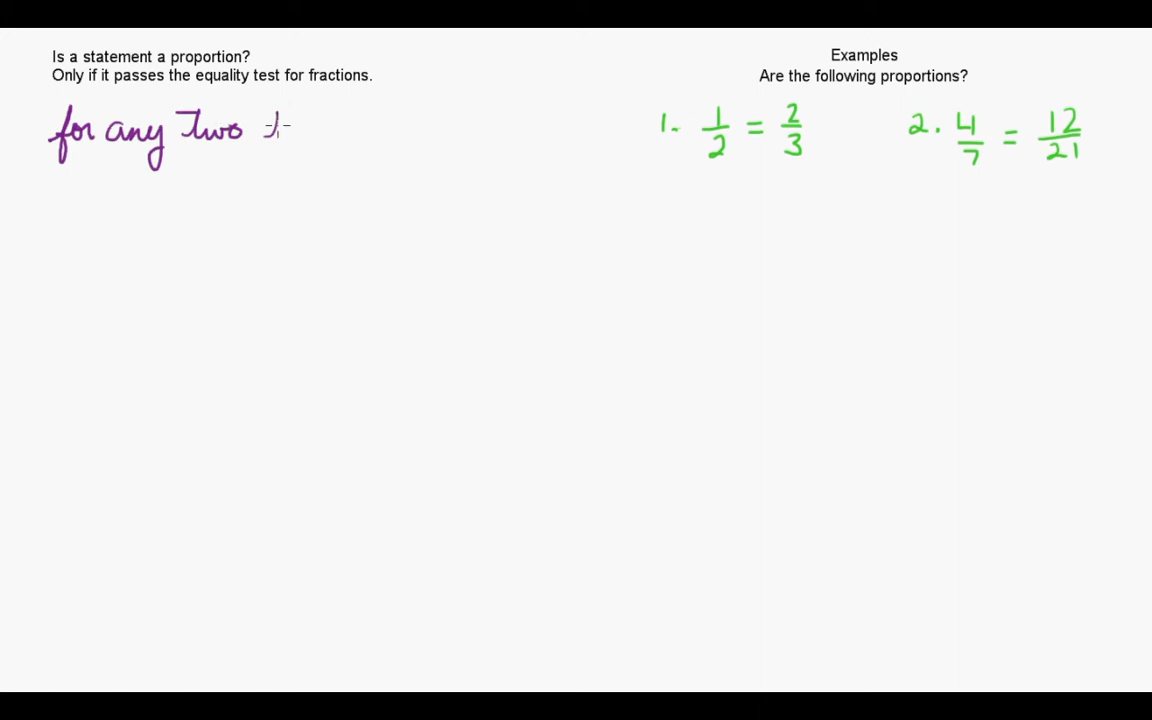 Is a statement a proportion?
Only if it passes the equality test for fractions.
for any two
Examples
Are the following proportions?
1. 1/2 = 2/3
2. 4/7 = 12/21